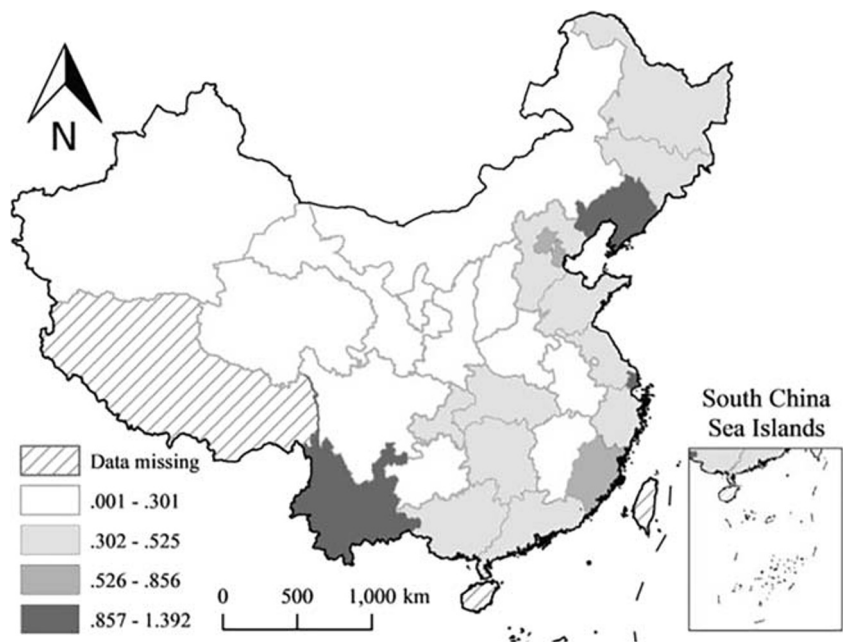 N
South China
Sea Islands
Data missing
.001 - .301
.302 - .525
.526 - .856
.857 - 1.392
0 500 1,000 km